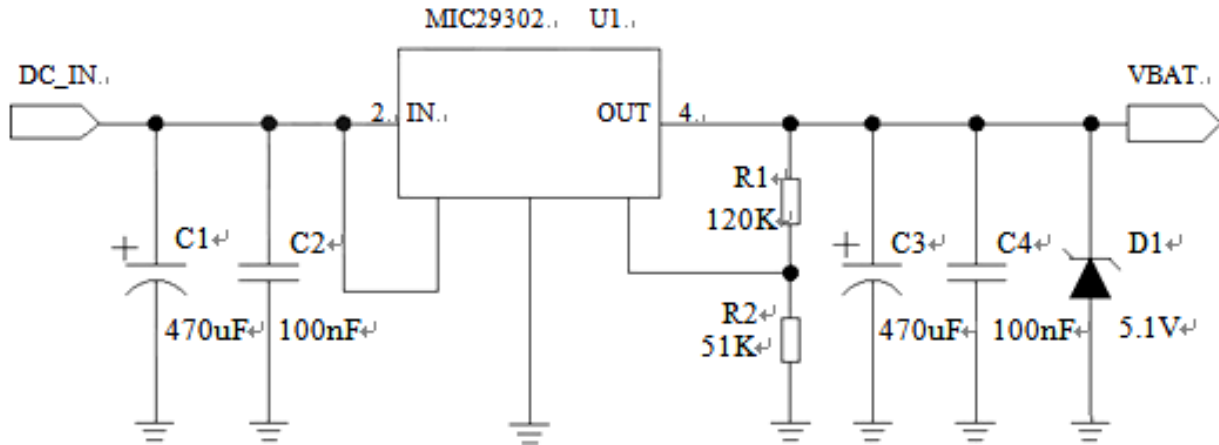 MIC29302 U1
DC_IN
VBAT
2 IN
OUT 4
R1
120K
C1
C2
C3
C4
D1
R2
51K
470uF
100nF
470uF
100nF
5.1V